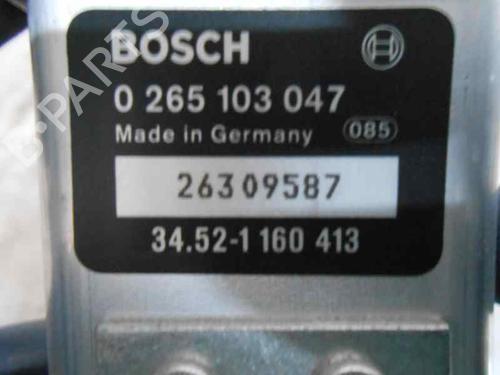 BOSCH
0 265 103 047
Made in Germany 085
26309587
34.52-1 160 413
B-PARTS